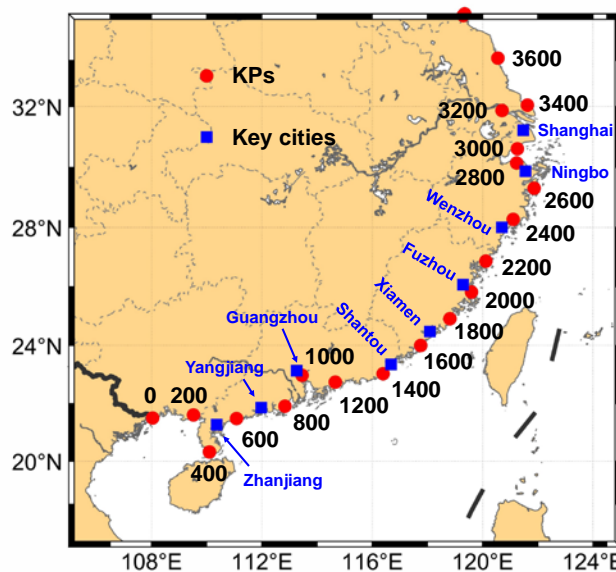 KPs
Key cities
3600
32°N
3200
3400
Shanghai
3000
2800
Ningbo
2600
Wenzhou
28°N
2400
Fuzhou
2200
2000
Xiamen
1800
Guangzhou
Shantou
24°N
1000
1600
Yangjiang
1400
0
200
1200
800
600
20°N
400
Zhanjiang
108°E
112°E
116°E
120°E
124°E